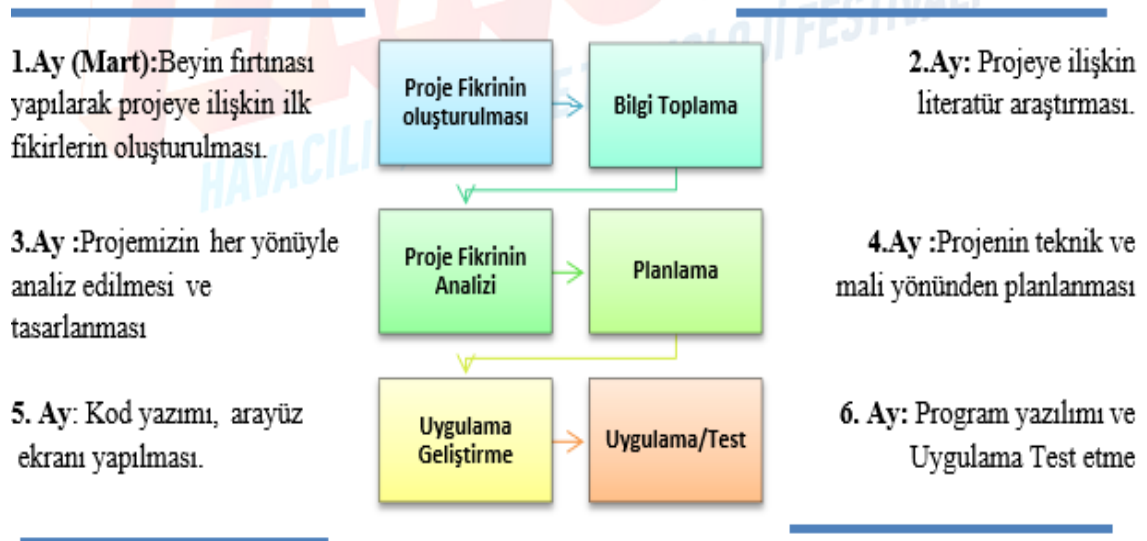 1.Ay (Mart):Beyin fırtınası
yapılarak projeye ilişkin ilk
fikirlerin oluşturulması.
Proje Fikrinin
oluşturulması
Bilgi Toplama
2.Ay: Projeye ilişkin
literatür araştırması.
3.Ay :Projemizin her yönüyle
analiz edilmesi ve
tasarlanması
Proje Fikrinin
Analizi
Planlama
4.Ay :Projenin teknik ve
mali yönünden planlanması
5. Ay: Kod yazımı, arayüz
ekranı yapılması.
Uygulama
Geliştirme
Uygulama/Test
6. Ay: Program yazılımı ve
Uygulama Test etme